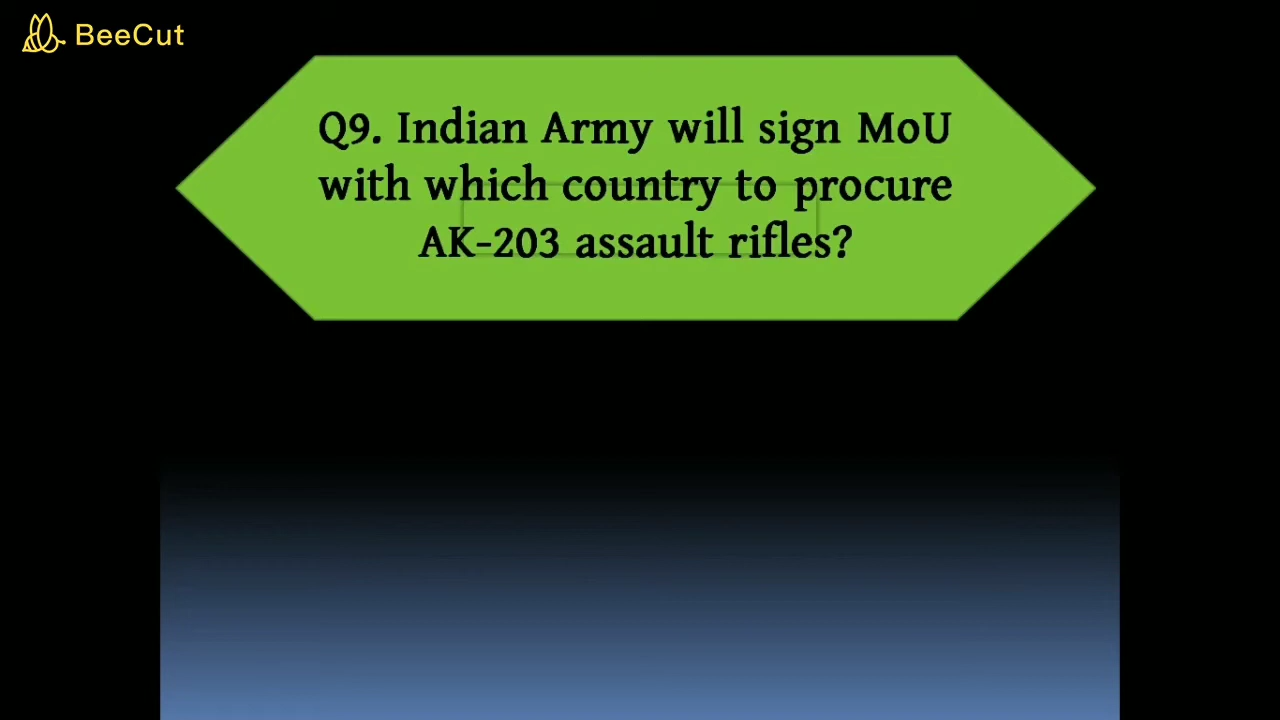 BeeCut
Q9. Indian Army will sign MoU
with which country to procure
AK-203 assault rifles?